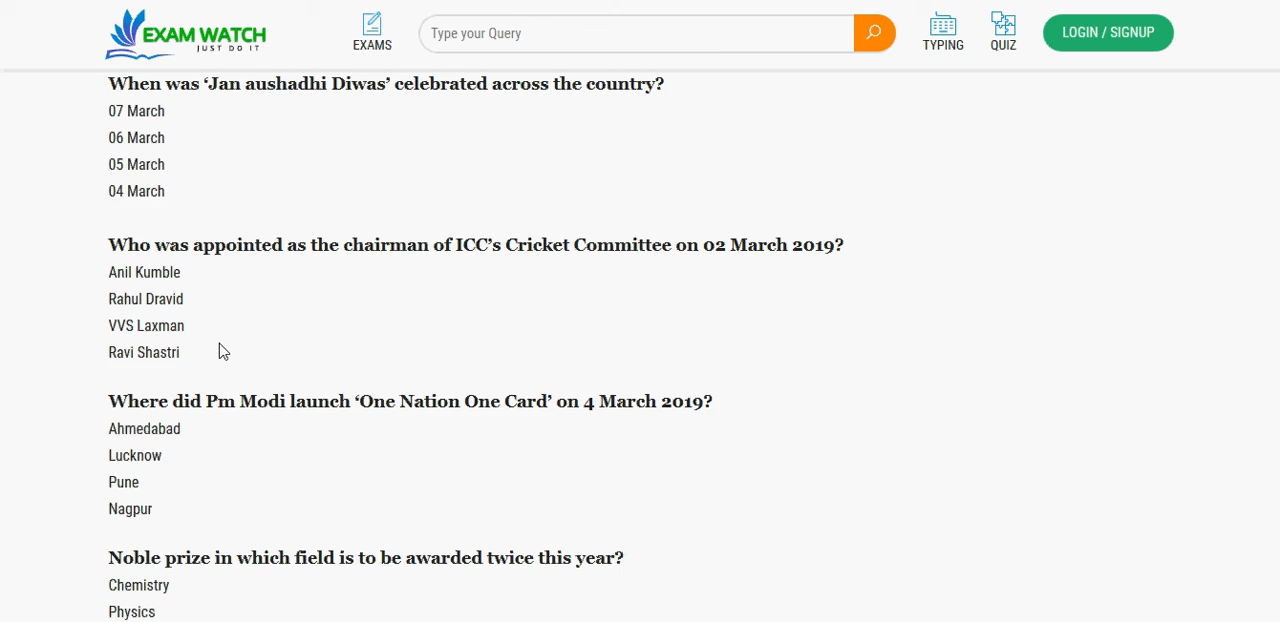 EXAM WATCH
JUST DO IT
EXAMS
Type your Query
TYPING
QUIZ
LOGIN / SIGNUP
When was ‘Jan aushadhi Diwas’ celebrated across the country?
07 March
06 March
05 March
04 March
Who was appointed as the chairman of ICC’s Cricket Committee on 02 March 2019?
Anil Kumble
Rahul Dravid
VVS Laxman
Ravi Shastri
Where did Pm Modi launch ‘One Nation One Card’ on 4 March 2019?
Ahmedabad
Lucknow
Pune
Nagpur
Noble prize in which field is to be awarded twice this year?
Chemistry
Physics